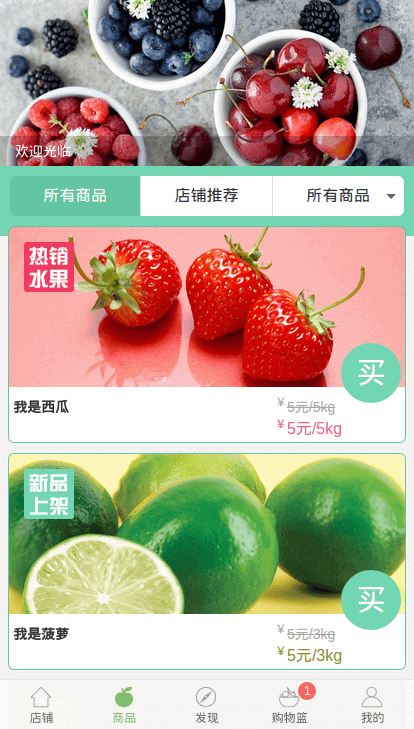 欢迎光临
所有商品 店铺推荐 所有商品
热销
水果
买
我是西瓜
¥ 5元/5kg
¥ 5元/5kg
新品
上架
买
我是菠萝
¥ 5元/3kg
¥ 5元/3kg
1
店铺 商品 发现 购物篮 我的